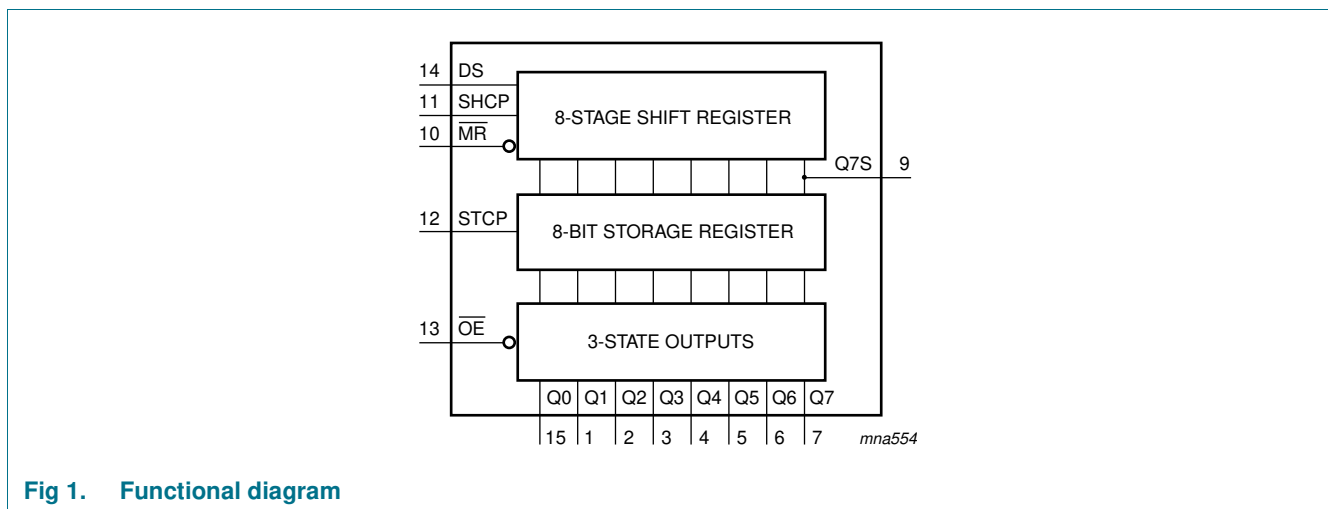 14 DS
11 SHCP
10 M̅R̅
8-STAGE SHIFT REGISTER
Q7S 9
12 STCP
8-BIT STORAGE REGISTER
13 O̅E̅
3-STATE OUTPUTS
Q0 Q1 Q2 Q3 Q4 Q5 Q6 Q7
15 1 2 3 4 5 6 7
mna554
Fig 1. Functional diagram